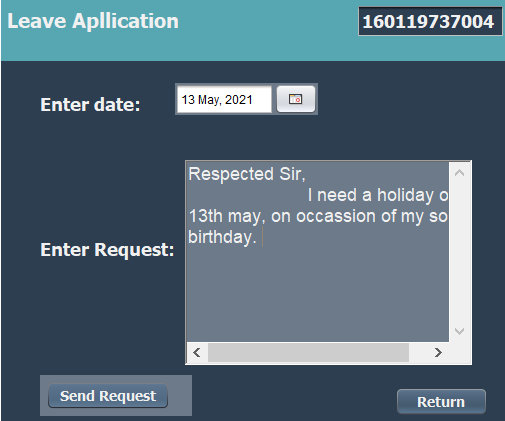 Leave Apllication
160119737004
Enter date:
13 May, 2021
Respected Sir,
I need a holiday o
13th may, on occassion of my so
birthday.
Enter Request:
Send Request
Return